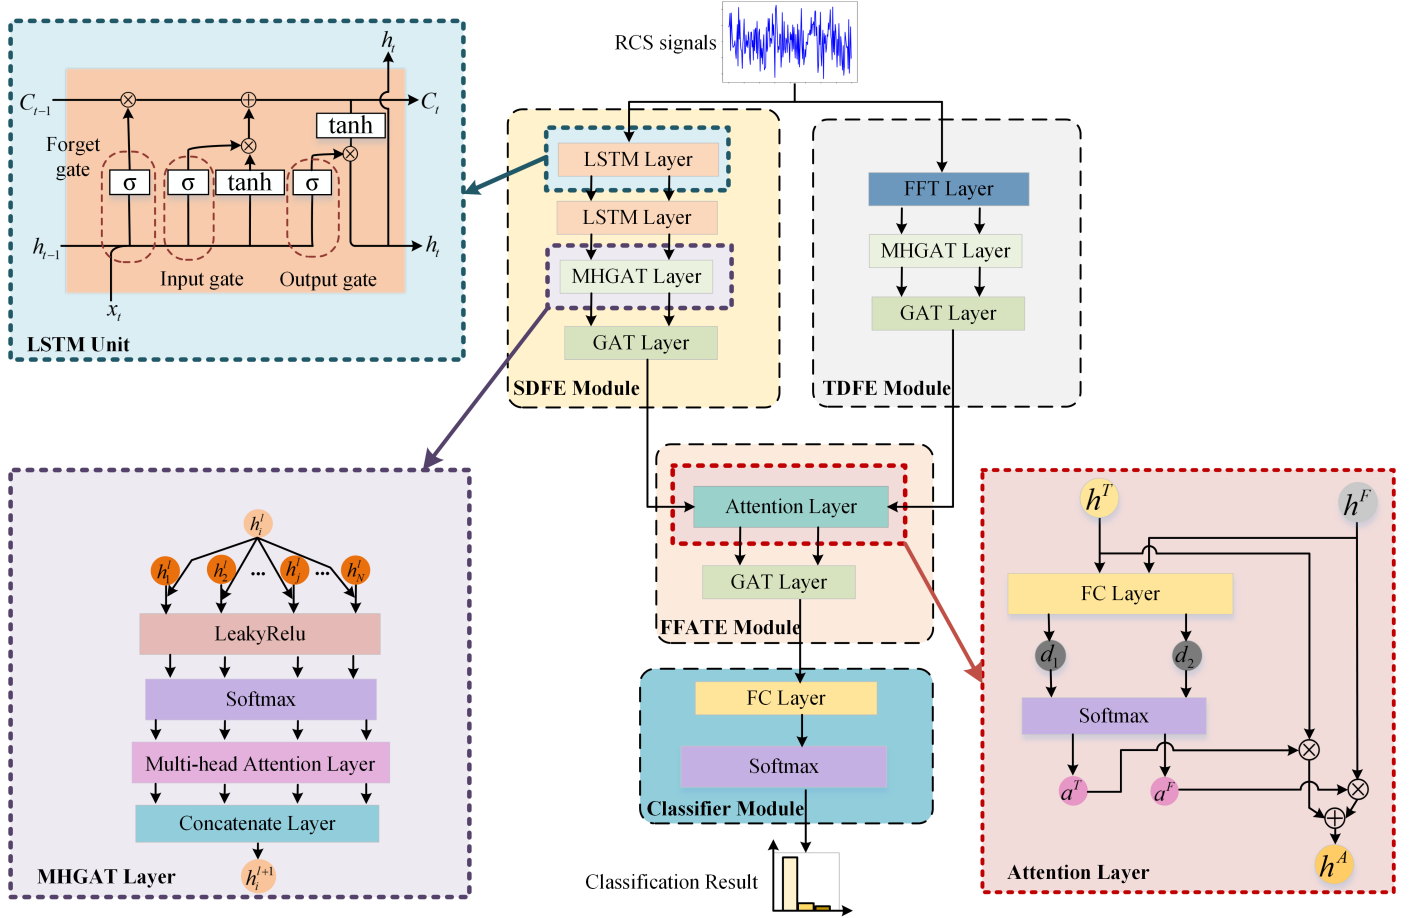 RCS signals
h_t
C_{t-1}
C_t
tanh
Forget
gate
σ
σ
tanh
σ
h_{t-1}
h_t
Input gate
Output gate
x_t
LSTM Unit
LSTM Layer
LSTM Layer
MHGAT Layer
GAT Layer
SDFE Module
FFT Layer
MHGAT Layer
GAT Layer
TDFE Module
Attention Layer
GAT Layer
FFATE Module
FC Layer
Softmax
Classifier Module
Classification Result
h_i^l
h_1^l
h_2^l
...
h_j^l
...
h_N^l
LeakyRelu
Softmax
Multi-head Attention Layer
Concatenate Layer
h_i^{l+1}
MHGAT Layer
h^T
h^F
FC Layer
d_1
d_2
Softmax
a^T
a^F
h^A
Attention Layer